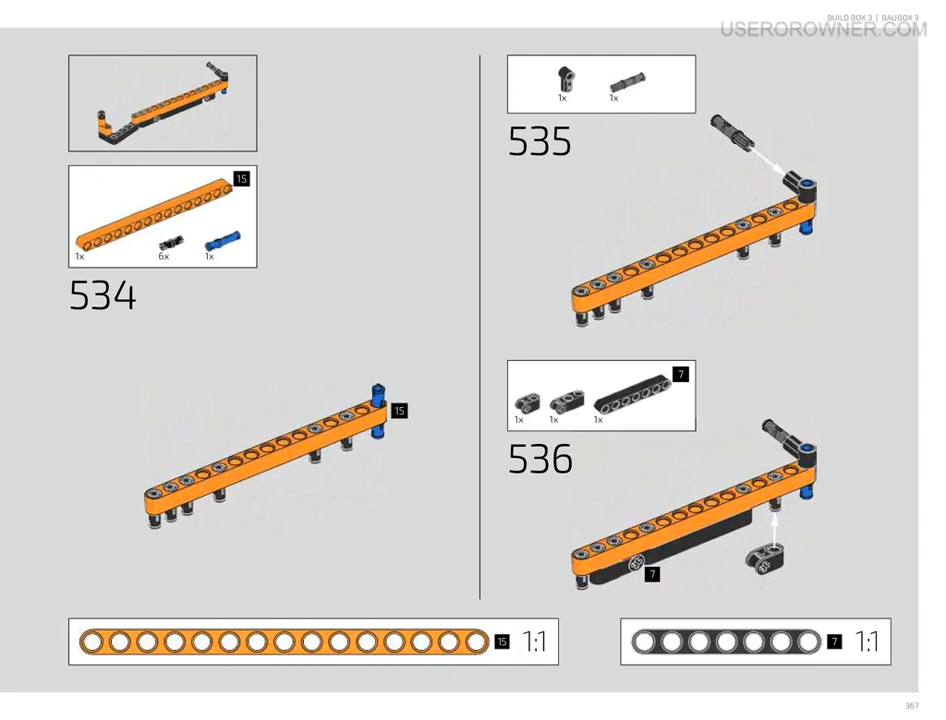 BUILD BOX 3 | BAUBOX 3
USEROROWNER.COM
15
1x
6x
1x
534
15
1x
1x
535
7
1x
1x
1x
536
7
15
1:1
7
1:1
367